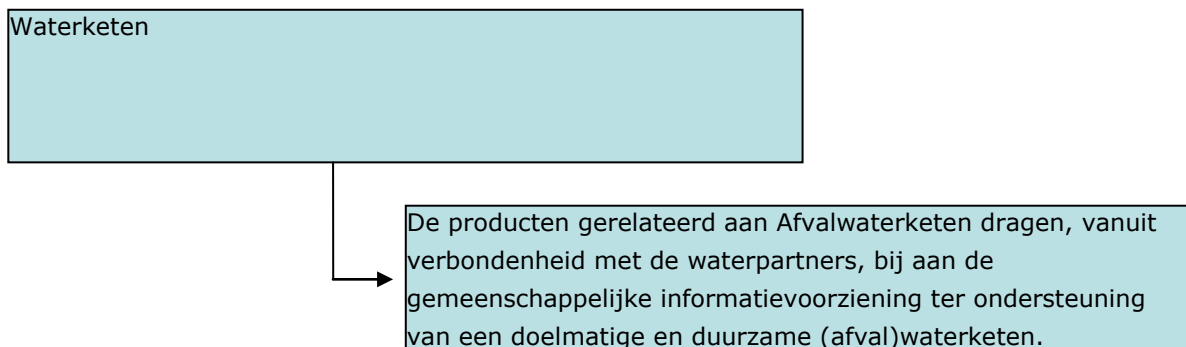 Waterketen
De producten gerelateerd aan Afvalwaterketen dragen, vanuit
verbondenheid met de waterpartners, bij aan de
gemeenschappelijke informatievoorziening ter ondersteuning
van een doelmatige en duurzame (afval)waterketen.